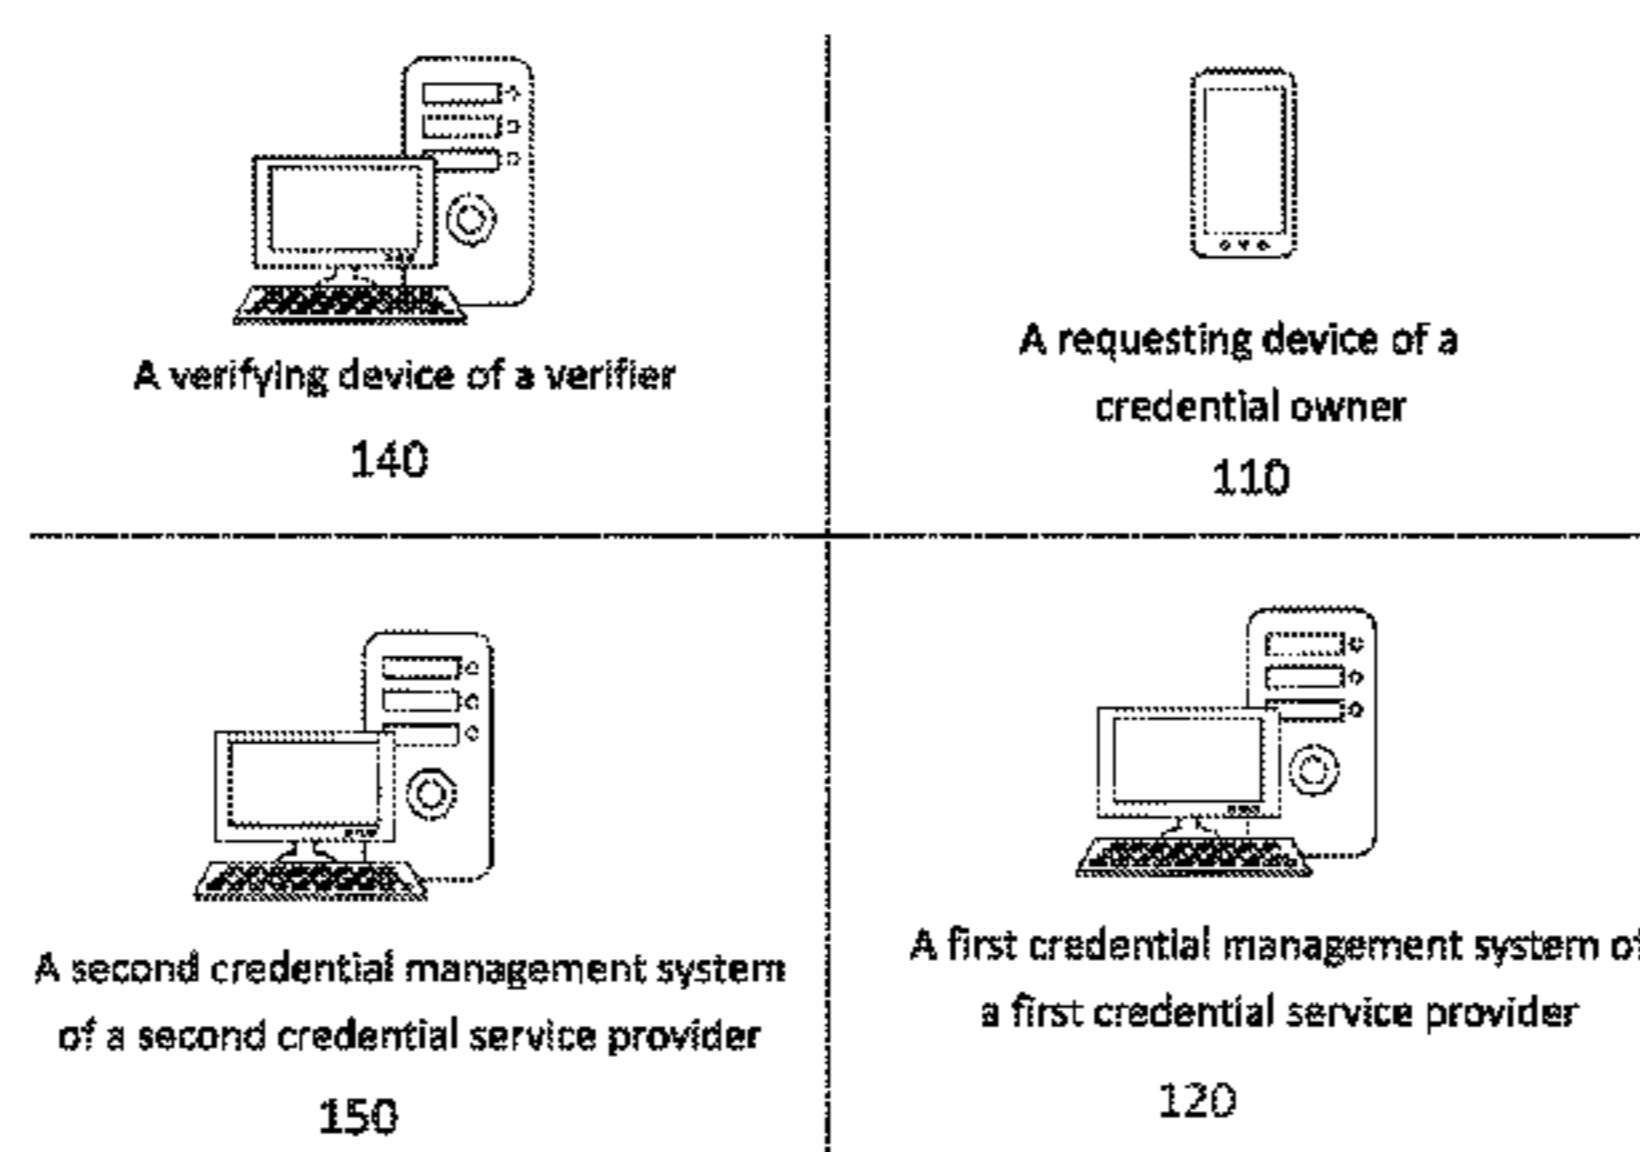 A verifying device of a verifier
140
A requesting device of a
credential owner
110
A second credential management system
of a second credential service provider
150
A first credential management system of
a first credential service provider
120